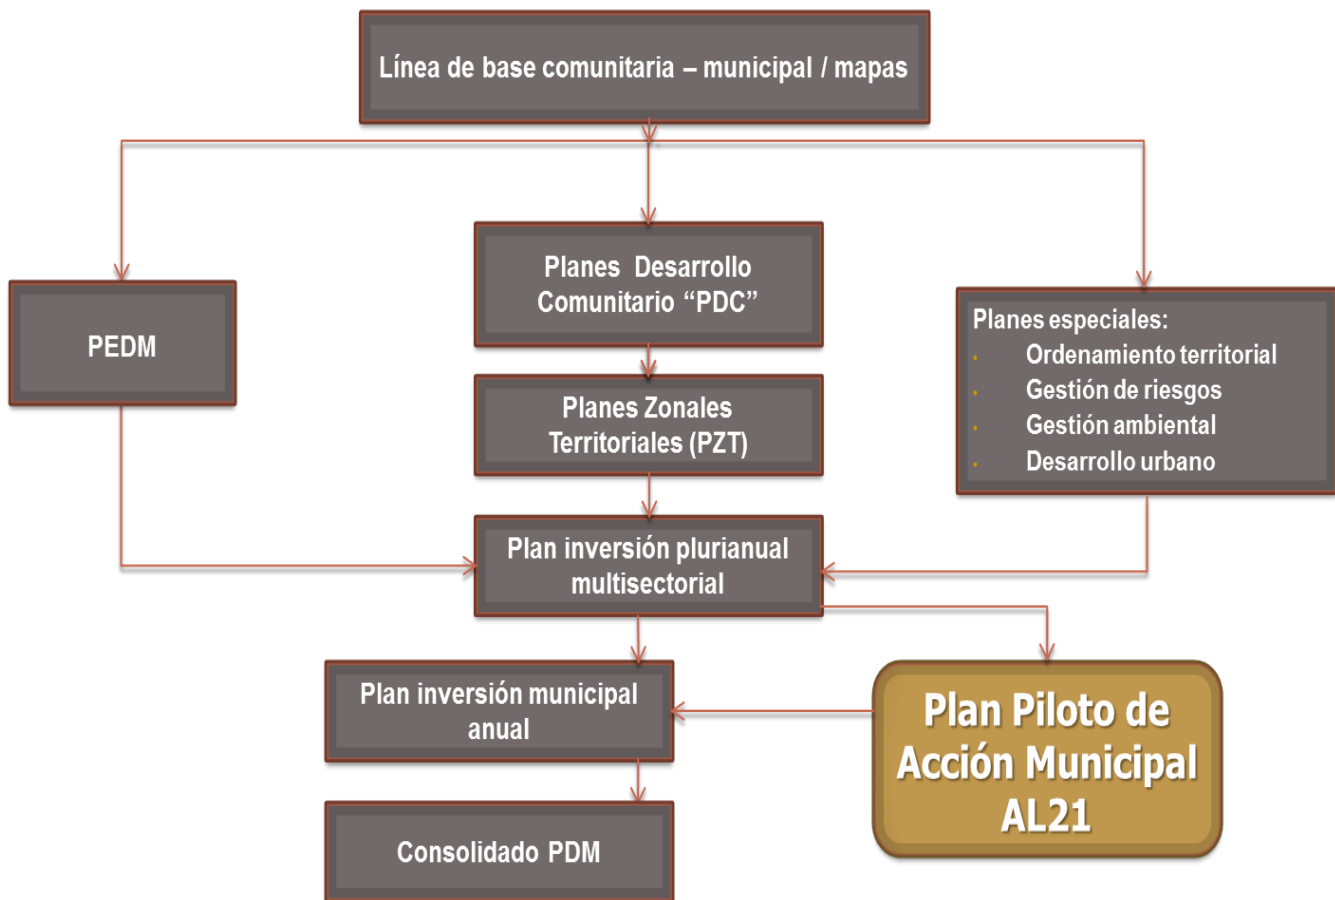 Línea de base comunitaria – municipal / mapas
Planes Desarrollo
Comunitario “PDC”
PEDM
Planes especiales:
· Ordenamiento territorial
· Gestión de riesgos
· Gestión ambiental
· Desarrollo urbano
Planes Zonales
Territoriales (PZT)
Plan inversión plurianual
multisectorial
Plan inversión municipal
anual
Plan Piloto de
Acción Municipal
AL21
Consolidado PDM